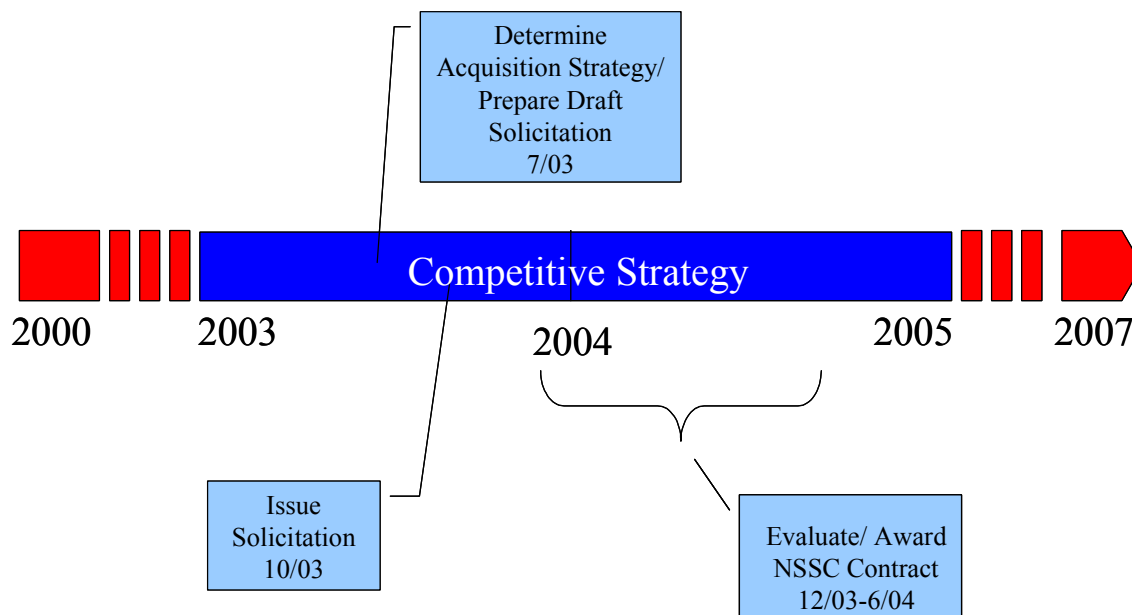 Determine
Acquisition Strategy/
Prepare Draft
Solicitation
7/03
Competitive Strategy
2000
2003
2004
2005
2007
Issue
Solicitation
10/03
Evaluate/ Award
NSSC Contract
12/03-6/04